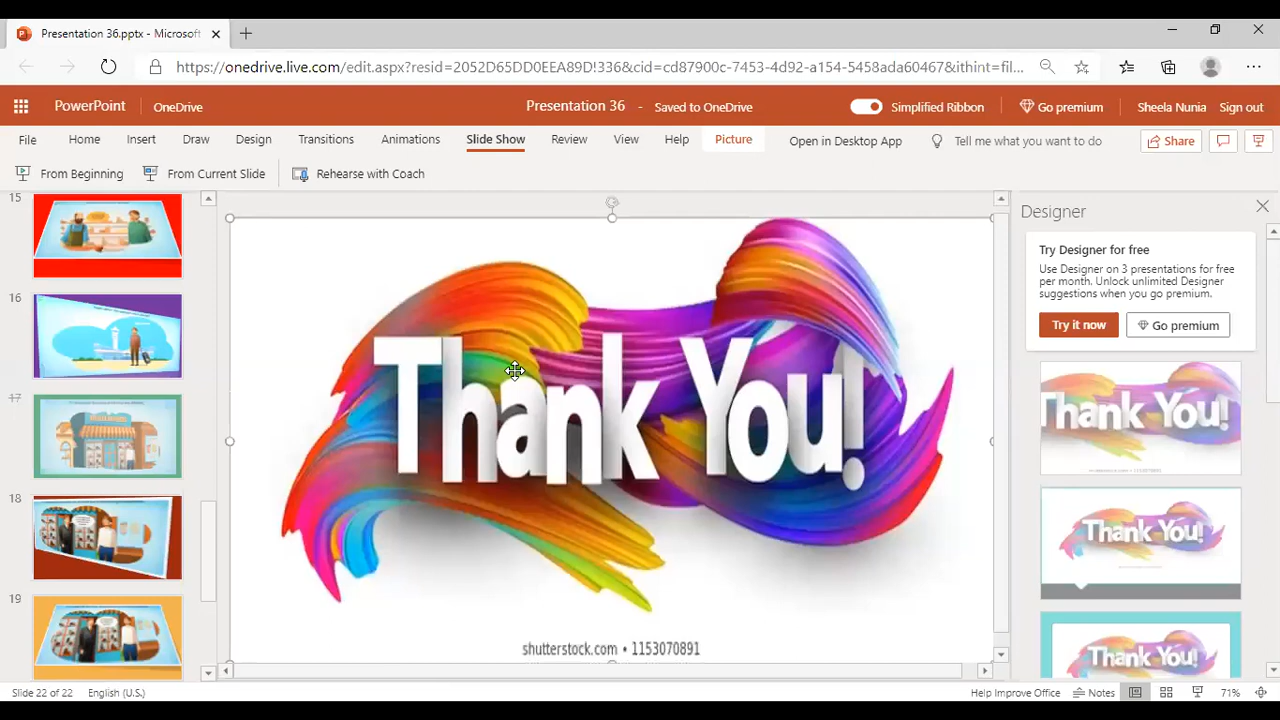 Presentation 36.pptx - Microsoft
https://onedrive.live.com/edit.aspx?resid=2052D65DD0EEA89D!336&cid=cd87900c-7453-4d92-a154-5458ada60467&ithint=fil...
PowerPoint OneDrive Presentation 36 - Saved to OneDrive Simplified Ribbon Go premium Sheela Nunia Sign out
File Home Insert Draw Design Transitions Animations Slide Show Review View Help Picture Open in Desktop App Tell me what you want to do Share
From Beginning From Current Slide Rehearse with Coach
15
16
17
18
19
Thank You!
shutterstock.com • 1153070891
Designer
Try Designer for free
Use Designer on 3 presentations for free
per month. Unlock unlimited Designer
suggestions when you go premium.
Try it now Go premium
Thank You!
Thank You!
Thank You!
Slide 22 of 22 English (U.S.) Help Improve Office Notes 71%